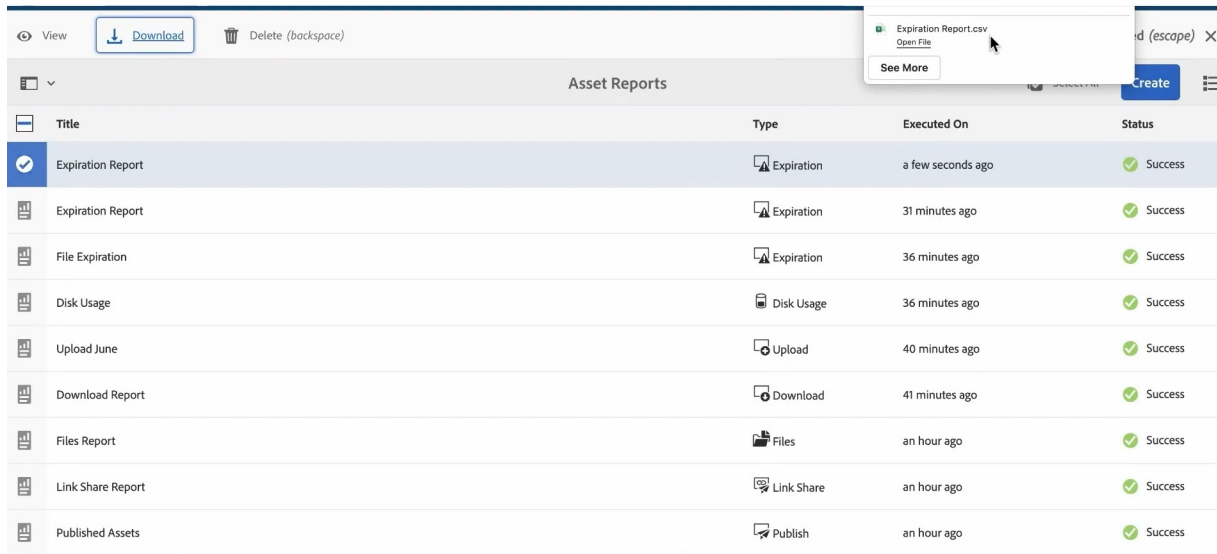 View Download Delete (backspace)
Expiration Report.csv
Open File
See More
(escape)
Asset Reports
Select All
Create
Title Type Executed On Status
Expiration Report Expiration a few seconds ago Success
Expiration Report Expiration 31 minutes ago Success
File Expiration Expiration 36 minutes ago Success
Disk Usage Disk Usage 36 minutes ago Success
Upload June Upload 40 minutes ago Success
Download Report Download 41 minutes ago Success
Files Report Files an hour ago Success
Link Share Report Link Share an hour ago Success
Published Assets Publish an hour ago Success